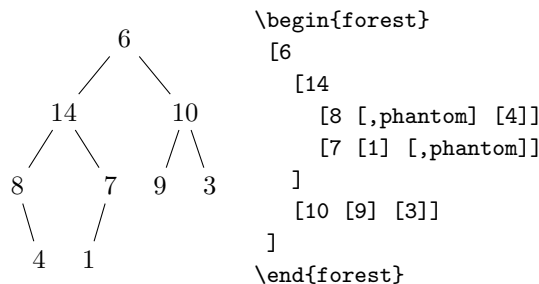 6
14 10
8 7 9 3
4 1
\begin{forest}
[6
[14
[8 [,phantom] [4]]
[7 [1] [,phantom]]
]
[10 [9] [3]]
]
\end{forest}